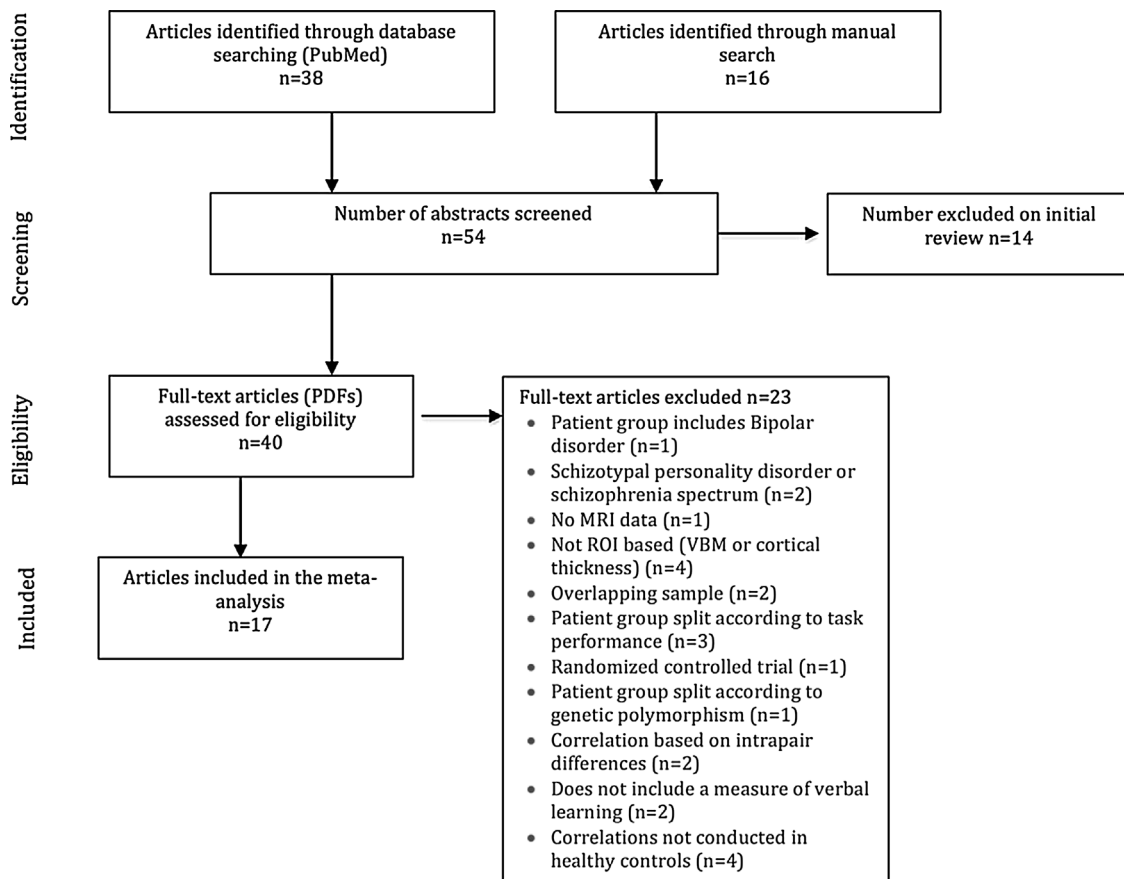 Identification
Articles identified through database
searching (PubMed)
n=38
Articles identified through manual
search
n=16
Screening
Number of abstracts screened
n=54
Number excluded on initial
review n=14
Eligibility
Full-text articles (PDFs)
assessed for eligibility
n=40
Full-text articles excluded n=23
• Patient group includes Bipolar
disorder (n=1)
• Schizotypal personality disorder or
schizophrenia spectrum (n=2)
• No MRI data (n=1)
• Not ROI based (VBM or cortical
thickness) (n=4)
• Overlapping sample (n=2)
• Patient group split according to task
performance (n=3)
• Randomized controlled trial (n=1)
• Patient group split according to
genetic polymorphism (n=1)
• Correlation based on intrapair
differences (n=2)
• Does not include a measure of verbal
learning (n=2)
• Correlations not conducted in
healthy controls (n=4)
Included
Articles included in the meta-
analysis
n=17